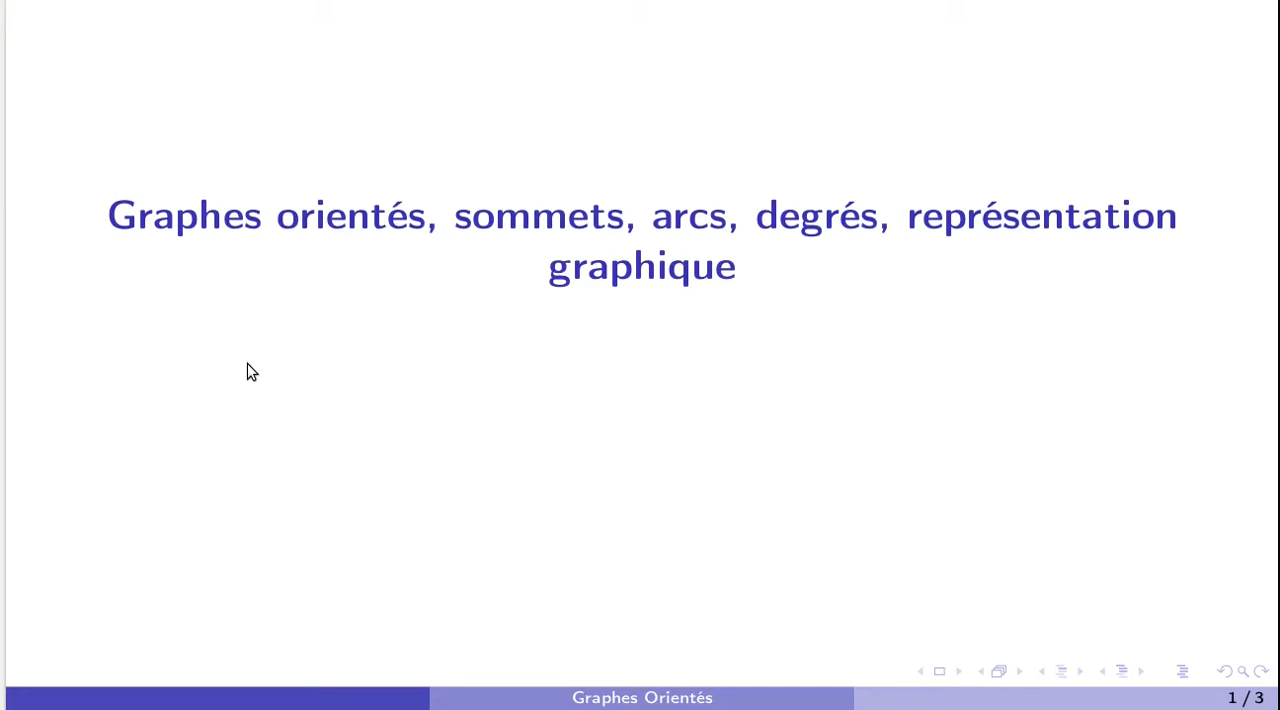 Graphes orientés, sommets, arcs, degrés, représentation
graphique
Graphes Orientés
1 / 3